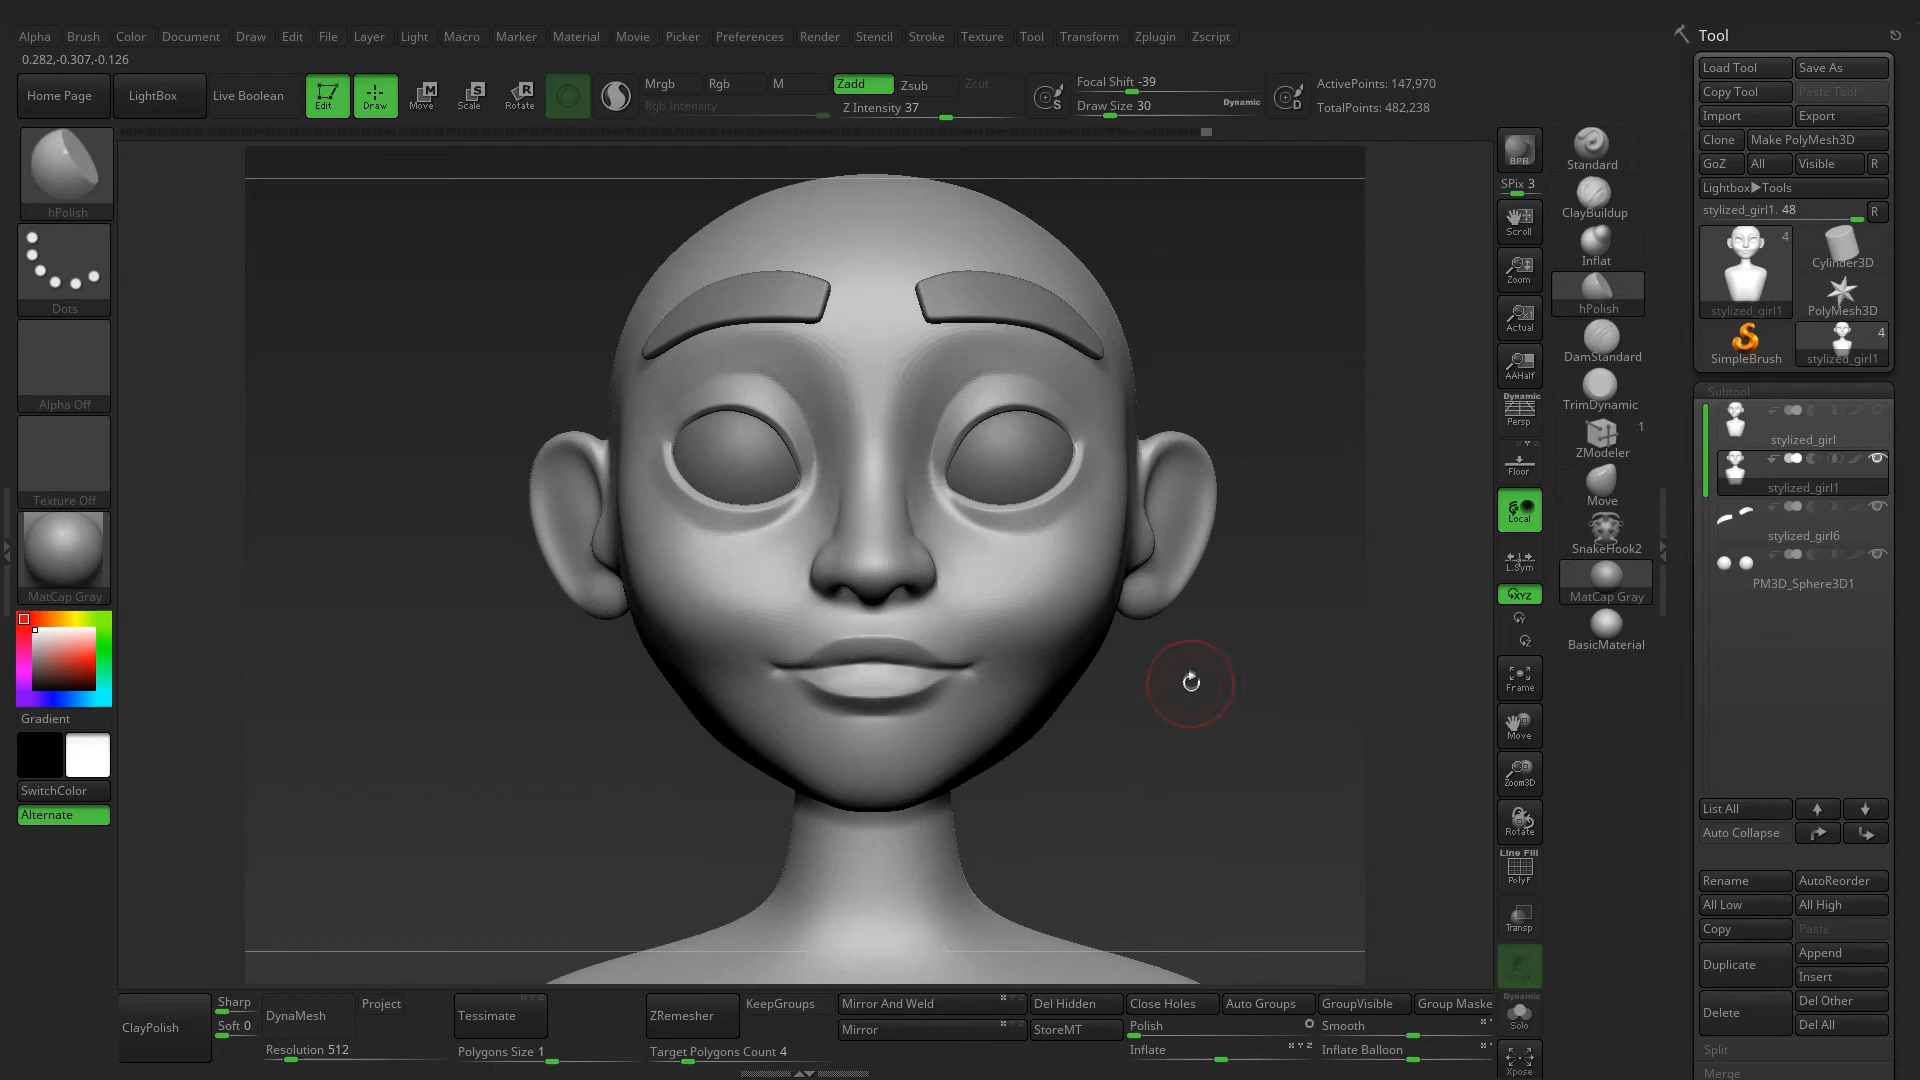 Alpha Brush Color Document Draw Edit File Layer Light Macro Marker Material Movie Picker Preferences Render Stencil Stroke Texture Tool Transform Zplugin Zscript
0.282,-0.307,-0.126
Home Page LightBox Live Boolean Edit Draw Move Scale Rotate
Mrgb Rgb M Zadd Zsub Zcut
Rgb Intensity Z Intensity 37
Focal Shift -39
Draw Size 30 Dynamic
ActivePoints: 147,970
TotalPoints: 482,238
hPolish
Dots
Alpha Off
Texture Off
MatCap Gray
Gradient
SwitchColor
Alternate
BPR
SPix 3
Scroll
Zoom
Actual
AAHalf
Dynamic
Persp
Floor
Local
L.Sym
XYZ
Y
Z
Frame
Move
Zoom3D
Rotate
Line Fill
PolyF
Transp
Dynamic
Solo
Xpose
Standard
ClayBuildup
Inflat
hPolish
DamStandard
TrimDynamic
1
ZModeler
Move
SnakeHook2
MatCap Gray
BasicMaterial
Tool
Load Tool Save As
Copy Tool Paste Tool
Import Export
Clone Make PolyMesh3D
GoZ All Visible R
Lightbox▶Tools
stylized_girl1. 48 R
4
stylized_girl1 Cylinder3D
PolyMesh3D
4
SimpleBrush stylized_girl1
Subtool
stylized_girl
stylized_girl1
stylized_girl6
PM3D_Sphere3D1
List All
Auto Collapse
Rename AutoReorder
All Low All High
Copy Paste
Duplicate Append
Insert
Delete Del Other
Del All
Split
Merge
ClayPolish
Sharp
Soft 0
DynaMesh Project
Resolution 512
Tessimate
Polygons Size 1
ZRemesher KeepGroups
Target Polygons Count 4
Mirror And Weld
Mirror
Del Hidden
StoreMT
Close Holes Auto Groups GroupVisible Group Maske
Polish Smooth
Inflate Inflate Balloon